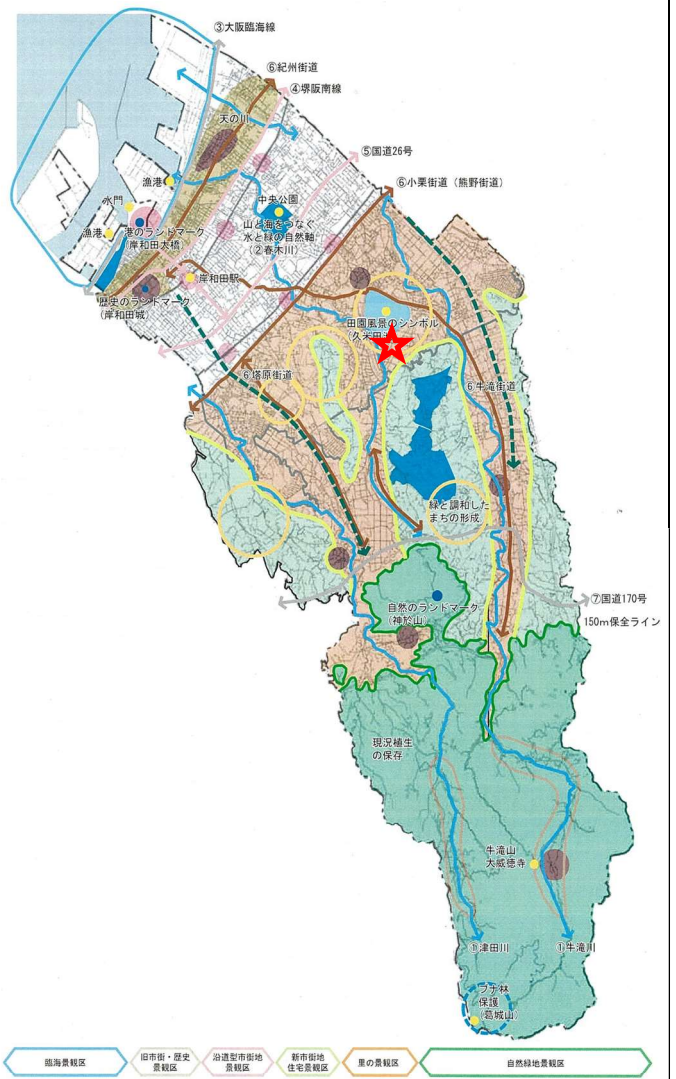 ③大阪臨海線
⑥紀州街道
④堺阪南線
天の川
⑤国道26号
漁港
⑥小栗街道（熊野街道）
中央公園
水門
山と海をつなぐ
水と緑の自然軸
（②春木川）
漁港
港のランドマーク
（岸和田大橋）
岸和田駅
歴史のランドマーク
（岸和田城）
田園風景のシンボル
（久米田
6 塔原街道
6 牛滝街道
緑と調和した
まちの形成
⑦国道170号
自然のランドマーク
（神於山）
150m保全ライン
現況植生
の保存
牛滝山
大威徳寺
①津田川
①牛滝川
ブナ林
保護
（葛城山）
臨海景観区
旧市街・歴史
景観区
沿道型市街地
景観区
新市街地
住宅景観区
里の景観区
自然緑地景観区